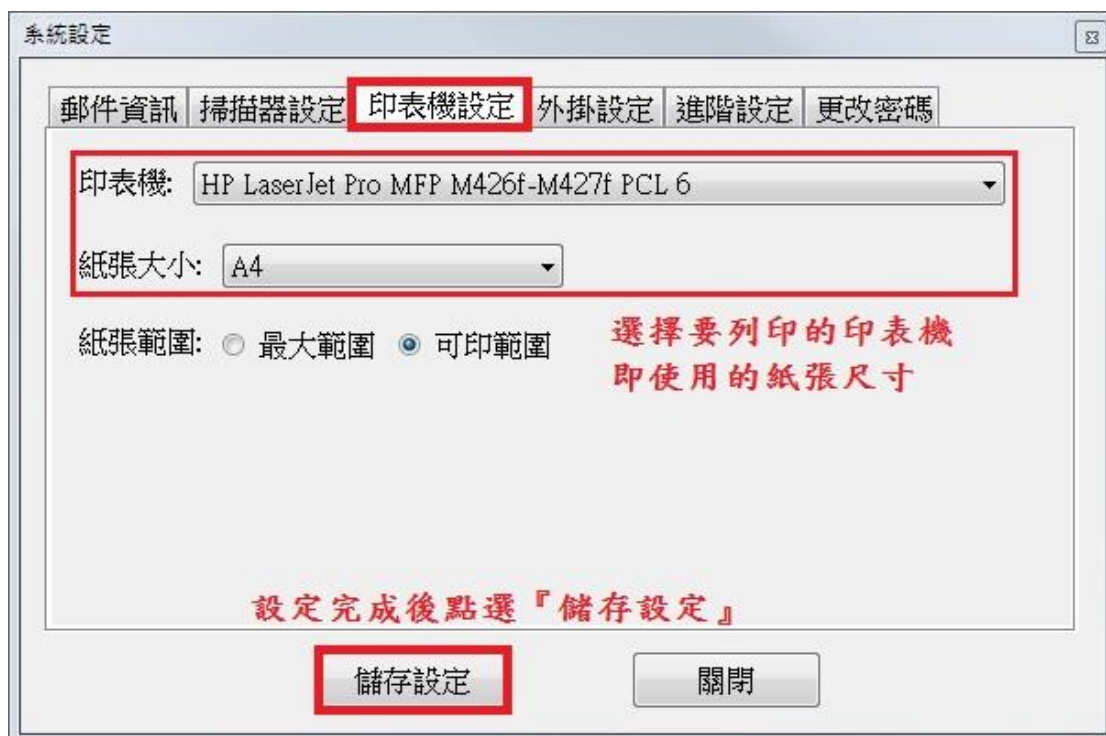 系統設定
郵件資訊 掃描器設定 印表機設定 外掛設定 進階設定 更改密碼
印表機: HP LaserJet Pro MFP M426f-M427f PCL 6
紙張大小: A4
紙張範圍: 最大範圍 可印範圍
選擇要列印的印表機
即使用的紙張尺寸
設定完成後點選『儲存設定』
儲存設定 關閉